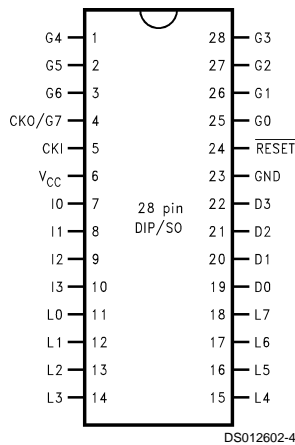 G4 1 28 G3
G5 2 27 G2
G6 3 26 G1
CKO/G7 4 25 G0
CKI 5 24 RESET
VCC 6 23 GND
I0 7 22 D3
28 pin
I1 8 21 D2
DIP/SO
I2 9 20 D1
I3 10 19 D0
L0 11 18 L7
L1 12 17 L6
L2 13 16 L5
L3 14 15 L4
DS012602-4